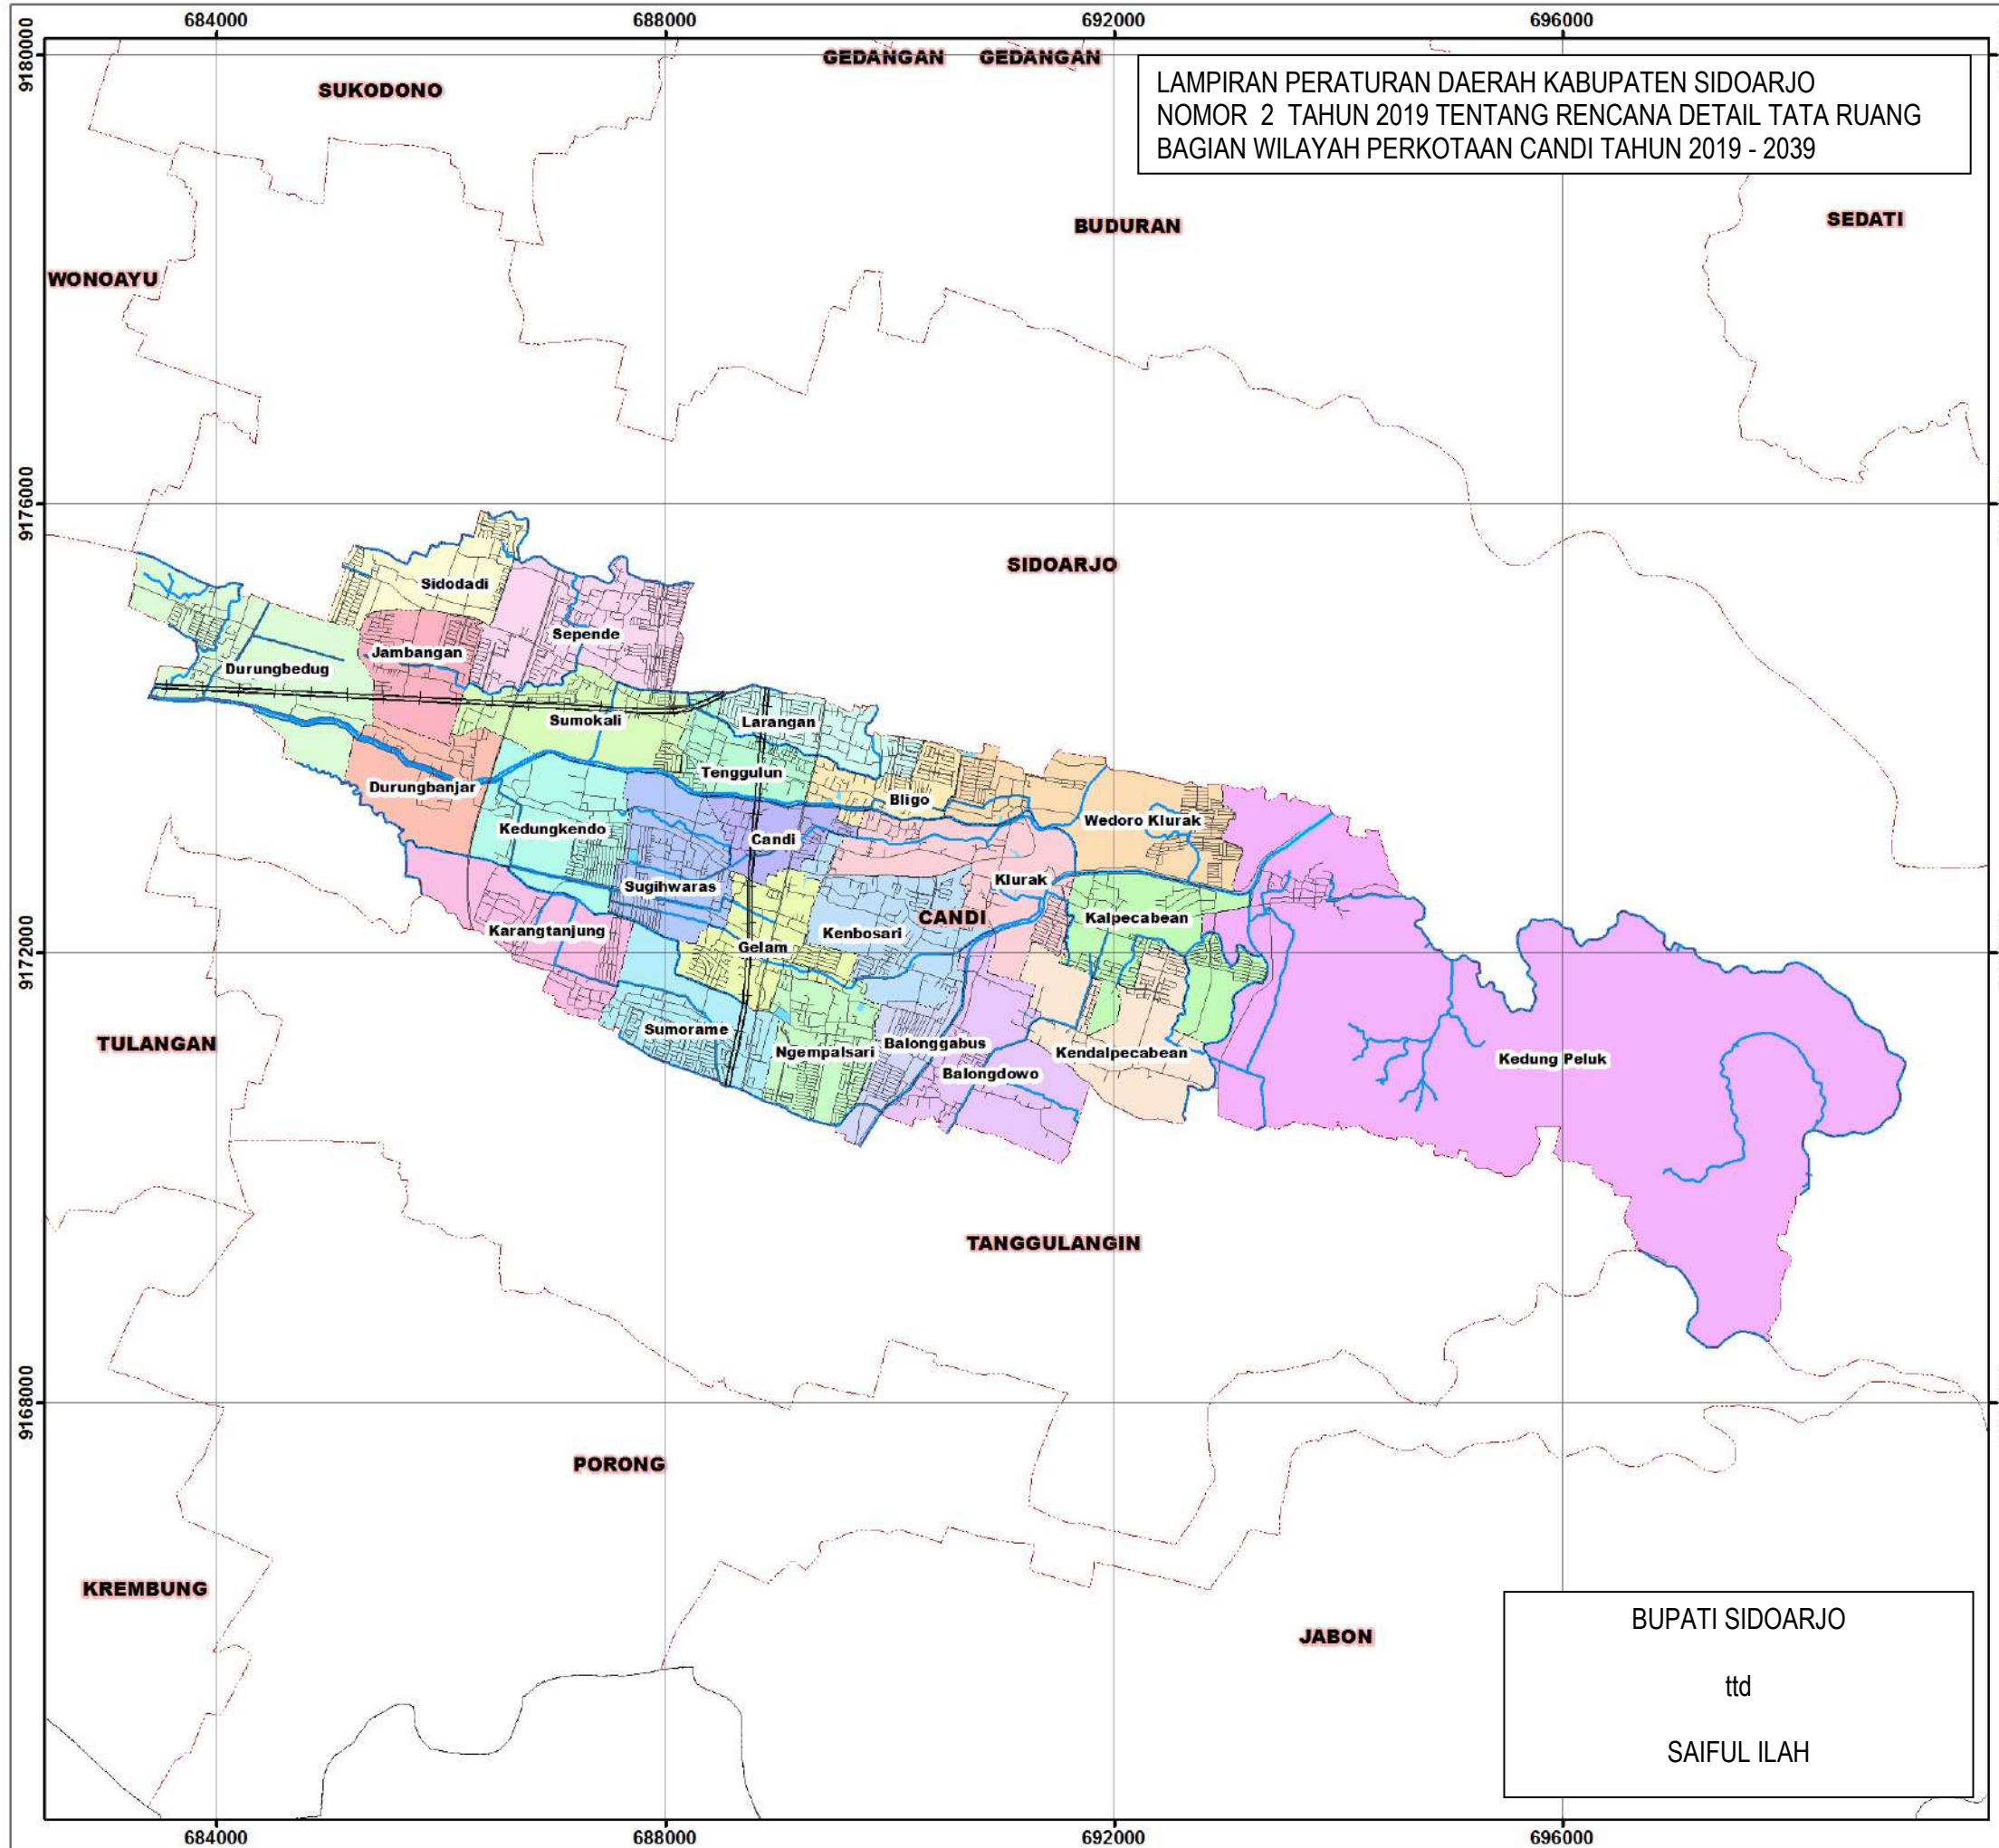 684000
688000
692000
696000
9180000
GEDANGAN
GEDANGAN
SUKODONO
LAMPIRAN PERATURAN DAERAH KABUPATEN SIDOARJO
NOMOR 2 TAHUN 2019 TENTANG RENCANA DETAIL TATA RUANG
BAGIAN WILAYAH PERKOTAAN CANDI TAHUN 2019 - 2039
BUDURAN
SEDATI
WONOAYU
9176000
SIDOARJO
Sidodadi
Sepende
Jambangan
Durungbedug
Sumokali
Larangan
Tenggulun
Durungbanjar
Bligo
Wedoro Klurak
Kedungkendo
Candi
Klurak
Sugihwaras
CANDI
Kalpecabean
Karangtanjung
Kenbosari
Gelam
9172000
Sumorame
TULANGAN
Balonggabus
Ngempalsari
Kendalpecabean
Kedung Peluk
Balongdowo
TANGGULANGIN
9168000
PORONG
KREMBUNG
JABON
BUPATI SIDOARJO
ttd
SAIFUL ILAH
684000
688000
692000
696000